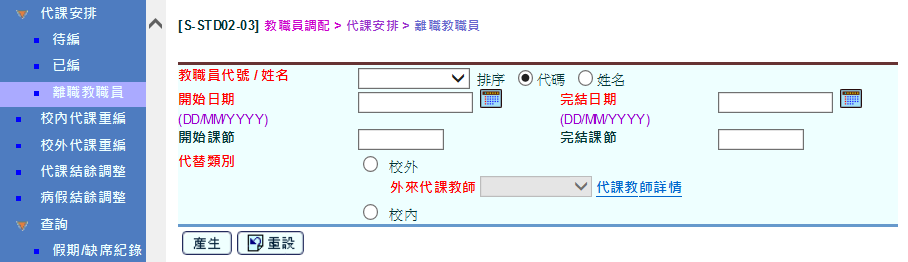 代課安排
待編
已編
離職教職員
校內代課重編
校外代課重編
代課結餘調整
病假結餘調整
查詢
假期/缺席紀錄
[S-STD02-03] 教職員調配 > 代課安排 > 離職教職員
教職員代號 / 姓名 排序 代碼 姓名
開始日期 完結日期
(DD/MM/YYYY) (DD/MM/YYYY)
開始課節 完結課節
代替類別 校外
外來代課教師 代課教師詳情
校內
產生 重設